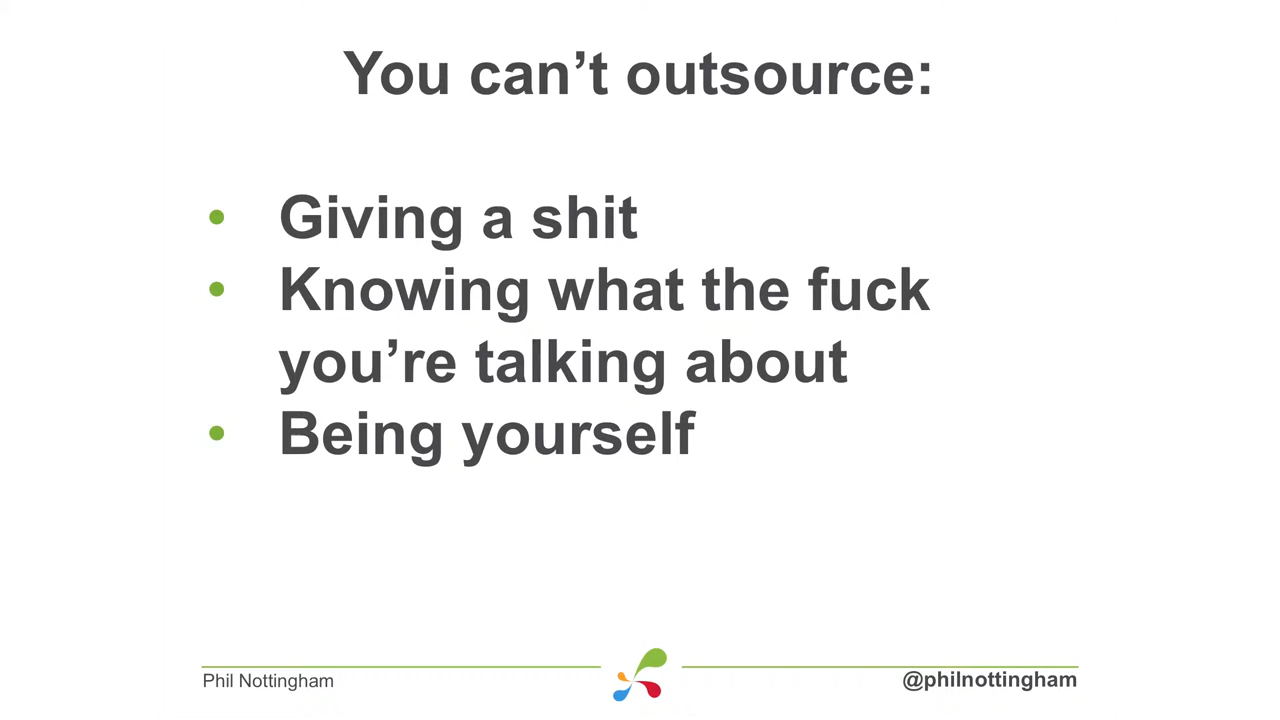 You can’t outsource:
• Giving a shit
• Knowing what the fuck
you’re talking about
• Being yourself
Phil Nottingham
@philnottingham